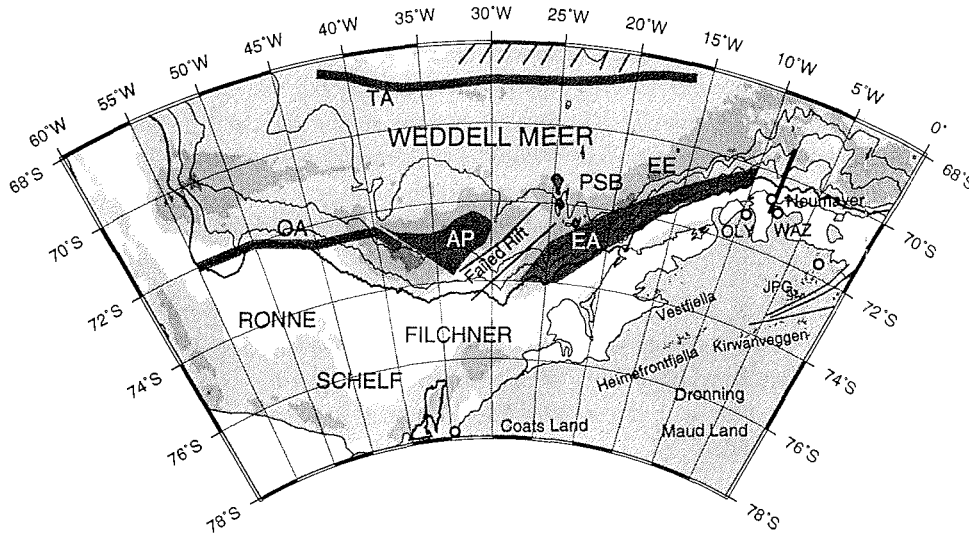 60°W
55°W
50°W
45°W
40°W
35°W
30°W
25°W
20°W
15°W
10°W
5°W
0°
68°S
70°S
72°S
74°S
76°S
78°S
68°S
70°S
72°S
74°S
76°S
78°S
TA
WEDDELL MEER
EE
PSB
OA
AP
Failed Rift
EA
Neumayer
OLY
WAZ
JPG
RONNE
FILCHNER
SCHELF
Vestfjella
Kirwanveggen
Heimefrontfjella
Dronning
Maud Land
Coats Land